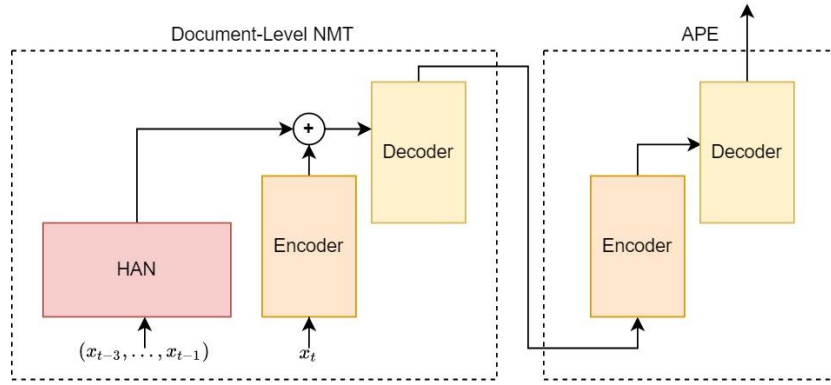 Document-Level NMT
APE
Decoder
Decoder
Encoder
Encoder
HAN
+
(x_{t-3}, ..., x_{t-1})
x_t